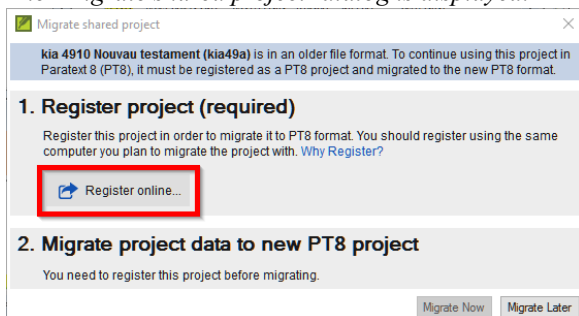 Migrate shared project
kia 4910 Nouvau testament (kia49a) is in an older file format. To continue using this project in
Paratext 8 (PT8), it must be registered as a PT8 project and migrated to the new PT8 format.
1. Register project (required)
Register this project in order to migrate it to PT8 format. You should register using the same
computer you plan to migrate the project with. Why Register?
Register online...
2. Migrate project data to new PT8 project
You need to register this project before migrating.
Migrate Now Migrate Later